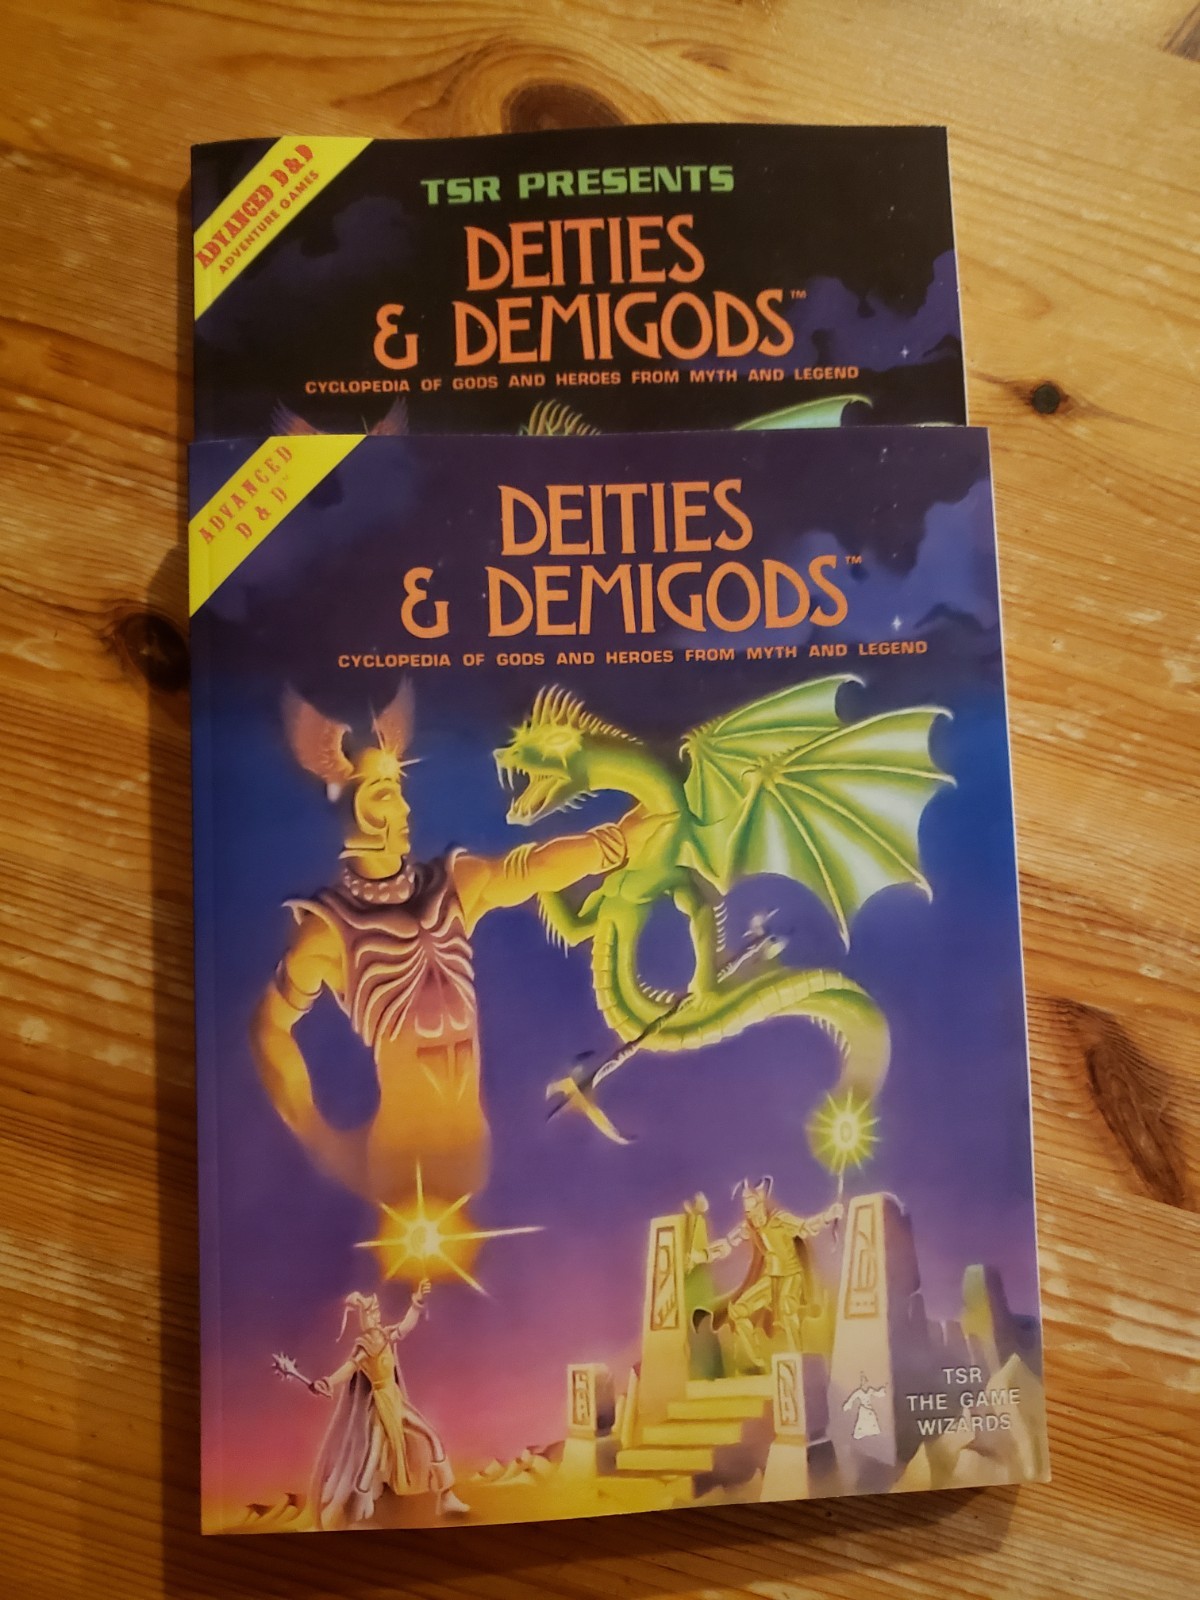 ADVANCED D&D
ADVENTURE GAMES
TSR PRESENTS
DEITIES
& DEMIGODS™
CYCLOPEDIA OF GODS AND HEROES FROM MYTH AND LEGEND
ADVANCED
D & D™
DEITIES
& DEMIGODS™
CYCLOPEDIA OF GODS AND HEROES FROM MYTH AND LEGEND
TSR
THE GAME
WIZARDS